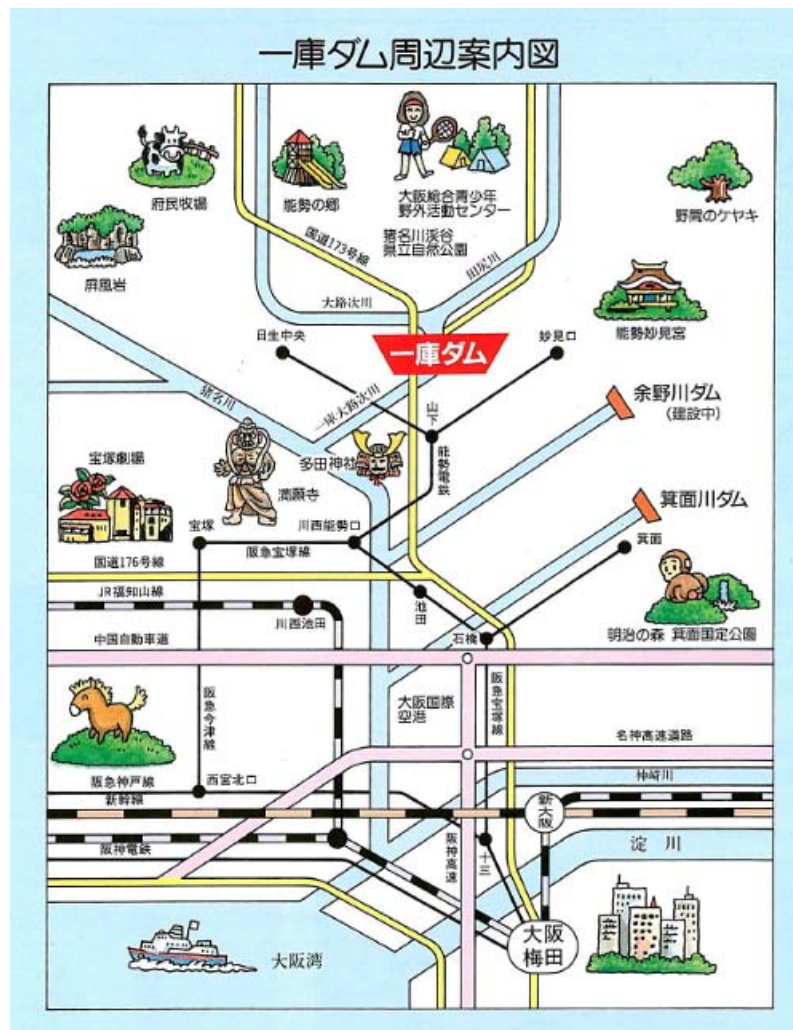 一庫ダム周辺案内図
府民牧場
能勢の郷
大阪総合青少年
野外活動センター
野間のケヤキ
屏風岩
国道173号線
猪名川渓谷
県立自然公園
田尻川
大路次川
能勢妙見宮
日生中央
一庫ダム
妙見口
猪名川
一庫大路次川
山下
余野川ダム
(建設中)
宝塚劇場
多田神社
能勢電鉄
満願寺
箕面川ダム
宝塚
川西能勢口
阪急宝塚線
箕面
国道176号線
JR福知山線
池田
川西池田
石橋
明治の森 箕面国定公園
中国自動車道
阪急今津線
大阪国際
空港
阪急宝塚線
名神高速道路
阪急神戸線
西宮北口
神崎川
新幹線
新大阪
阪神電鉄
阪神高速
十三
淀川
大阪湾
大阪
梅田